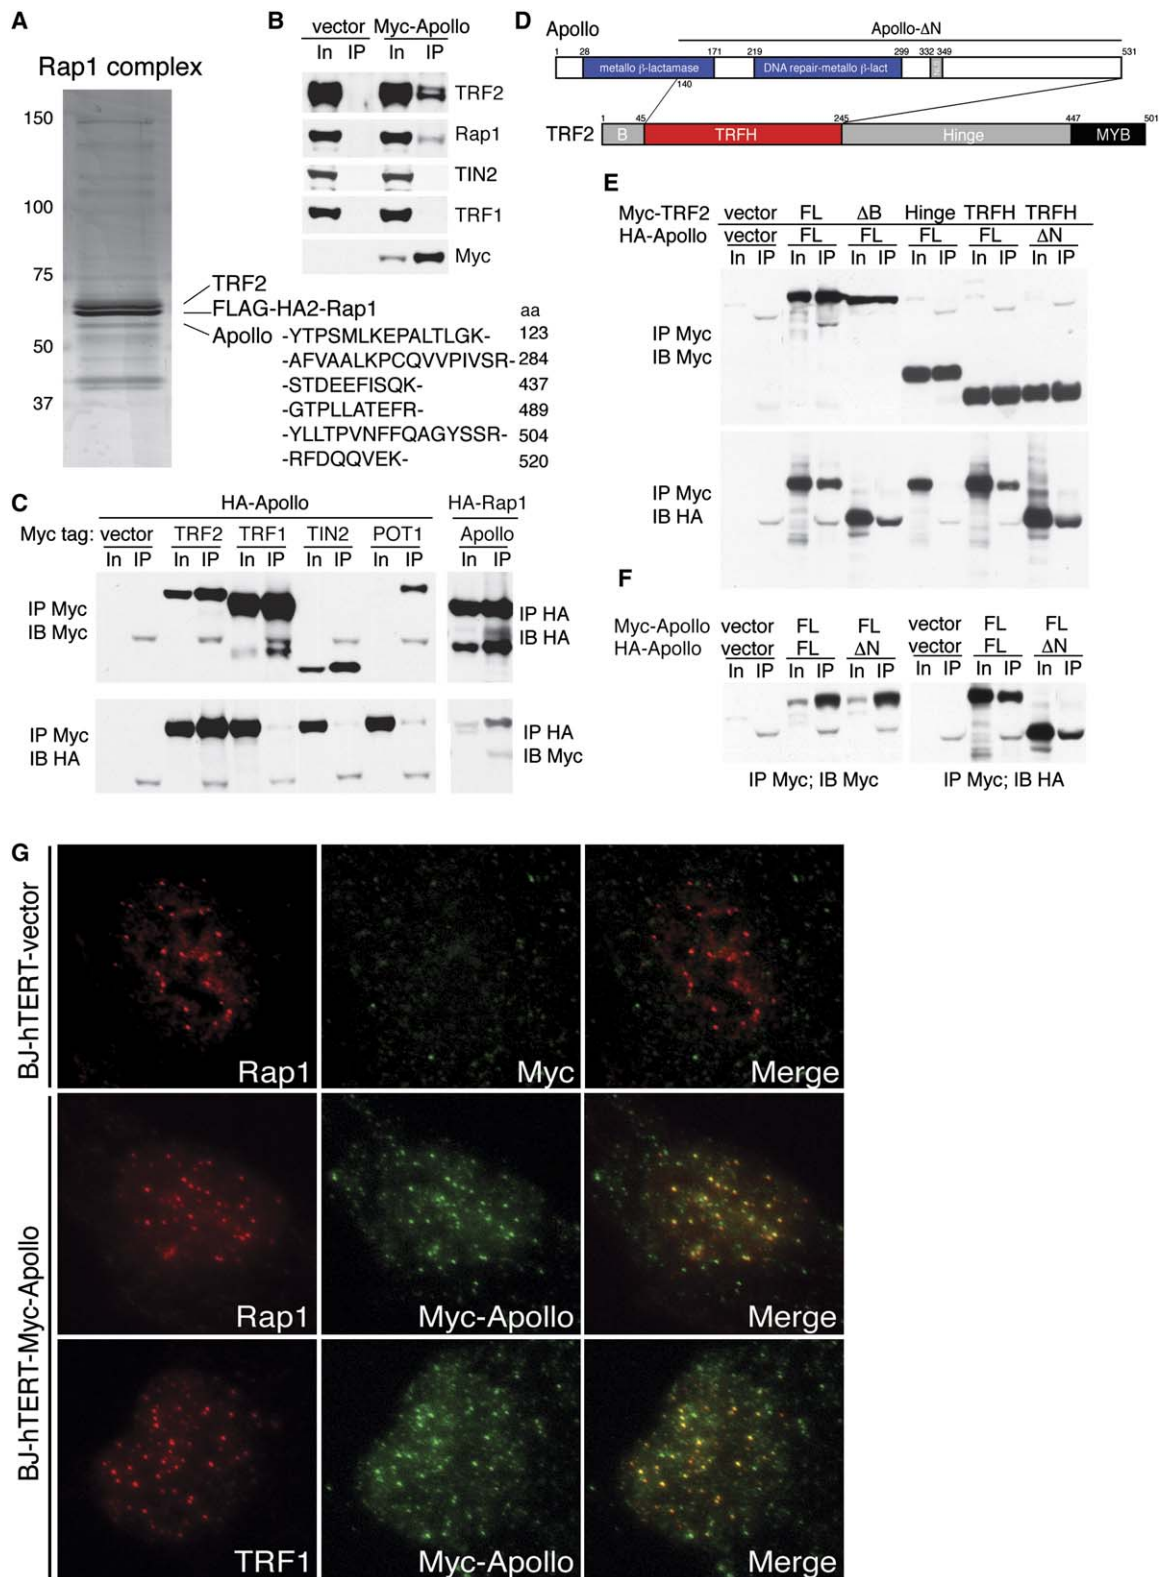 A
Rap1 complex
150
100
75
50
37
TRF2
FLAG-HA2-Rap1
Apollo
aa
-YTPSMLKEPALTLGK- 123
-AFVAALKPCQVVPIVSR- 284
-STDEEFISQK- 437
-GTPLLATEFR- 489
-YLLTPVNFFQAGYSSR- 504
-RFDQQVEK- 520
B
vector Myc-Apollo
In IP In IP
TRF2
Rap1
TIN2
TRF1
Myc
C
HA-Apollo HA-Rap1
Myc tag: vector TRF2 TRF1 TIN2 POT1 Apollo
In IP In IP In IP In IP In IP In IP
IP Myc
IB Myc
IP HA
IB HA
IP Myc
IB HA
IP HA
IB Myc
D
Apollo
Apollo-ΔN
1 28 171 219 299 332 349 531
metallo β-lactamase DNA repair-metallo β-lact
140
45 245 447 501
TRF2 B TRFH Hinge MYB
E
Myc-TRF2 vector FL ΔB Hinge TRFH TRFH
HA-Apollo vector FL FL FL FL ΔN
In IP In IP In IP In IP In IP In IP
IP Myc
IB Myc
IP Myc
IB HA
F
Myc-Apollo vector FL FL vector FL FL
HA-Apollo vector FL ΔN vector FL ΔN
In IP In IP In IP In IP In IP In IP
IP Myc; IB Myc IP Myc; IB HA
G
BJ-hTERT-vector
Rap1 Myc Merge
BJ-hTERT-Myc-Apollo
Rap1 Myc-Apollo Merge
TRF1 Myc-Apollo Merge